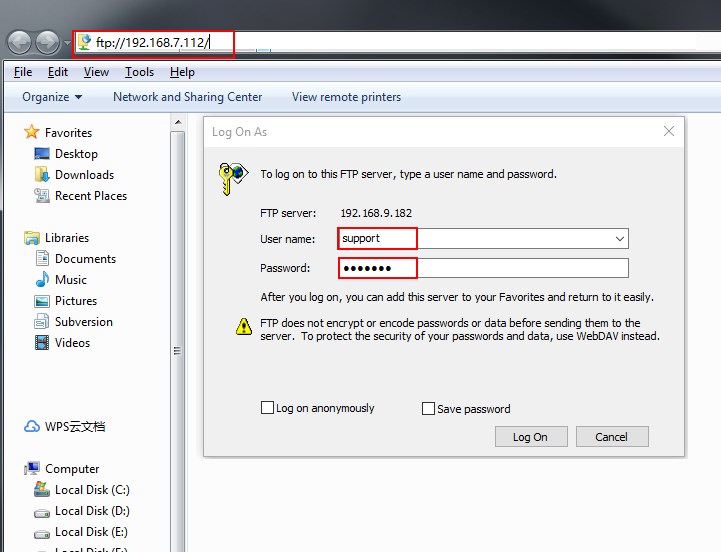 ftp://192.168.7.112/
File Edit View Tools Help
Organize Network and Sharing Center View remote printers
Favorites
Desktop
Downloads
Recent Places
Libraries
Documents
Music
Pictures
Subversion
Videos
WPS云文档
Computer
Local Disk (C:)
Local Disk (D:)
Local Disk (E:)
Log On As
To log on to this FTP server, type a user name and password.
FTP server: 192.168.9.182
User name: support
Password: •••••••
After you log on, you can add this server to your Favorites and return to it easily.
FTP does not encrypt or encode passwords or data before sending them to the
server. To protect the security of your passwords and data, use WebDAV instead.
Log on anonymously Save password
Log On Cancel